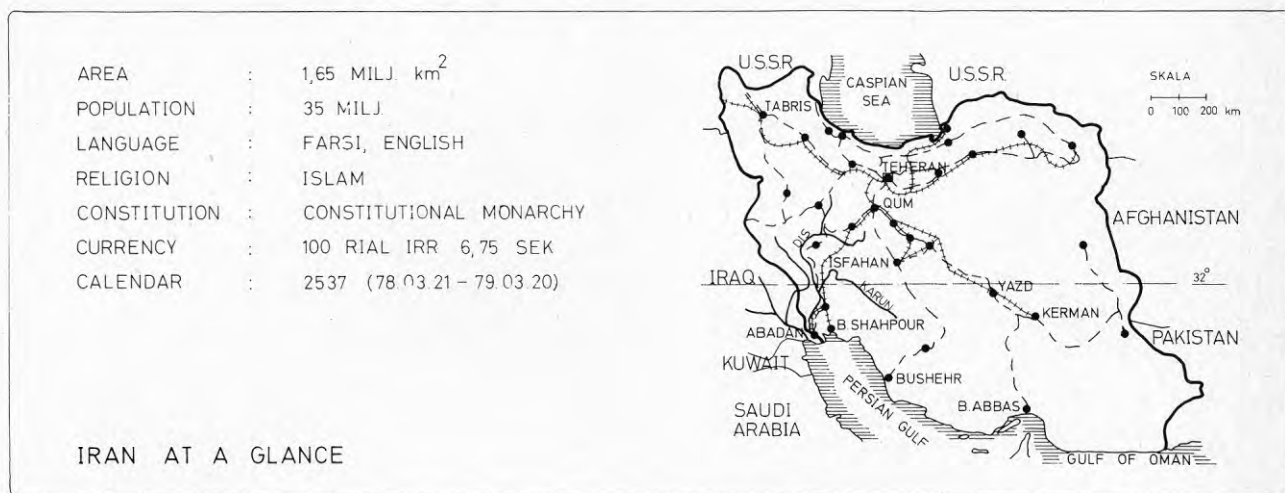 AREA : 1,65 MILJ. km²
POPULATION : 35 MILJ.
LANGUAGE : FARSI, ENGLISH
RELIGION : ISLAM
CONSTITUTION : CONSTITUTIONAL MONARCHY
CURRENCY : 100 RIAL IRR 6,75 SEK
CALENDAR : 2537 (78.03.21 – 79.03.20)
IRAN AT A GLANCE
U.S.S.R
CASPIAN
SEA
U.S.S.R.
SKALA
0 100 200 km
TABRIS
TEHERAN
QUM
AFGHANISTAN
DIS
ISFAHAN
IRAQ
32°
YAZD
KARUN
KERMAN
ABADAN
B.SHAHPOUR
PAKISTAN
KUWAIT
BUSHEHR
PERSIAN GULF
B.ABBAS
SAUDI
ARABIA
GULF OF OMAN